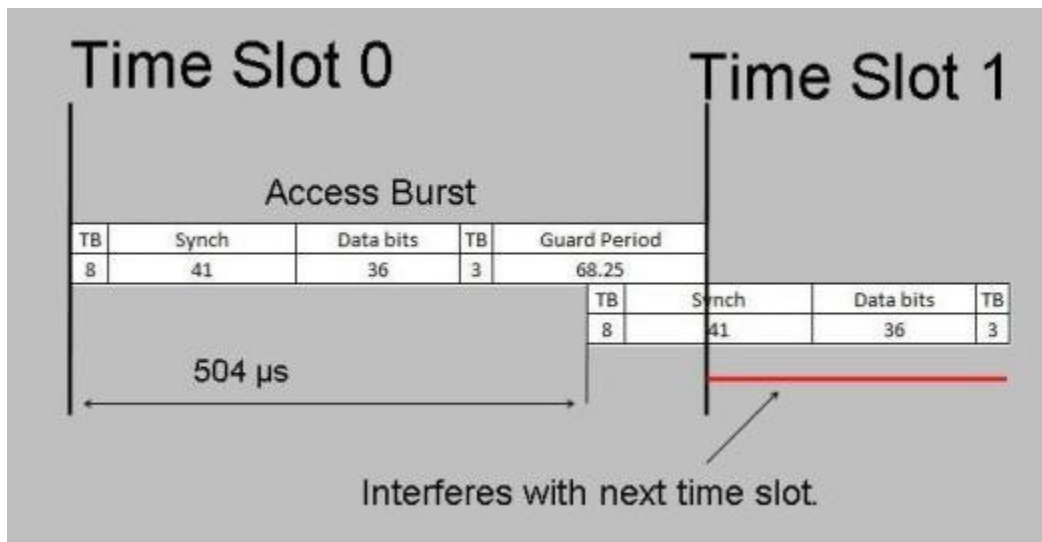 Time Slot 0
Time Slot 1
Access Burst
TB Synch Data bits TB Guard Period
8 41 36 3 68.25
TB Synch Data bits TB
8 41 36 3
504 µs
Interferes with next time slot.